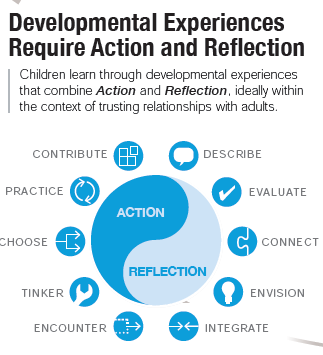 Developmental Experiences
Require Action and Reflection
Children learn through developmental experiences
that combine Action and Reflection, ideally within
the context of trusting relationships with adults.
CONTRIBUTE
DESCRIBE
PRACTICE
EVALUATE
ACTION
CHOOSE
CONNECT
REFLECTION
TINKER
ENVISION
ENCOUNTER
INTEGRATE